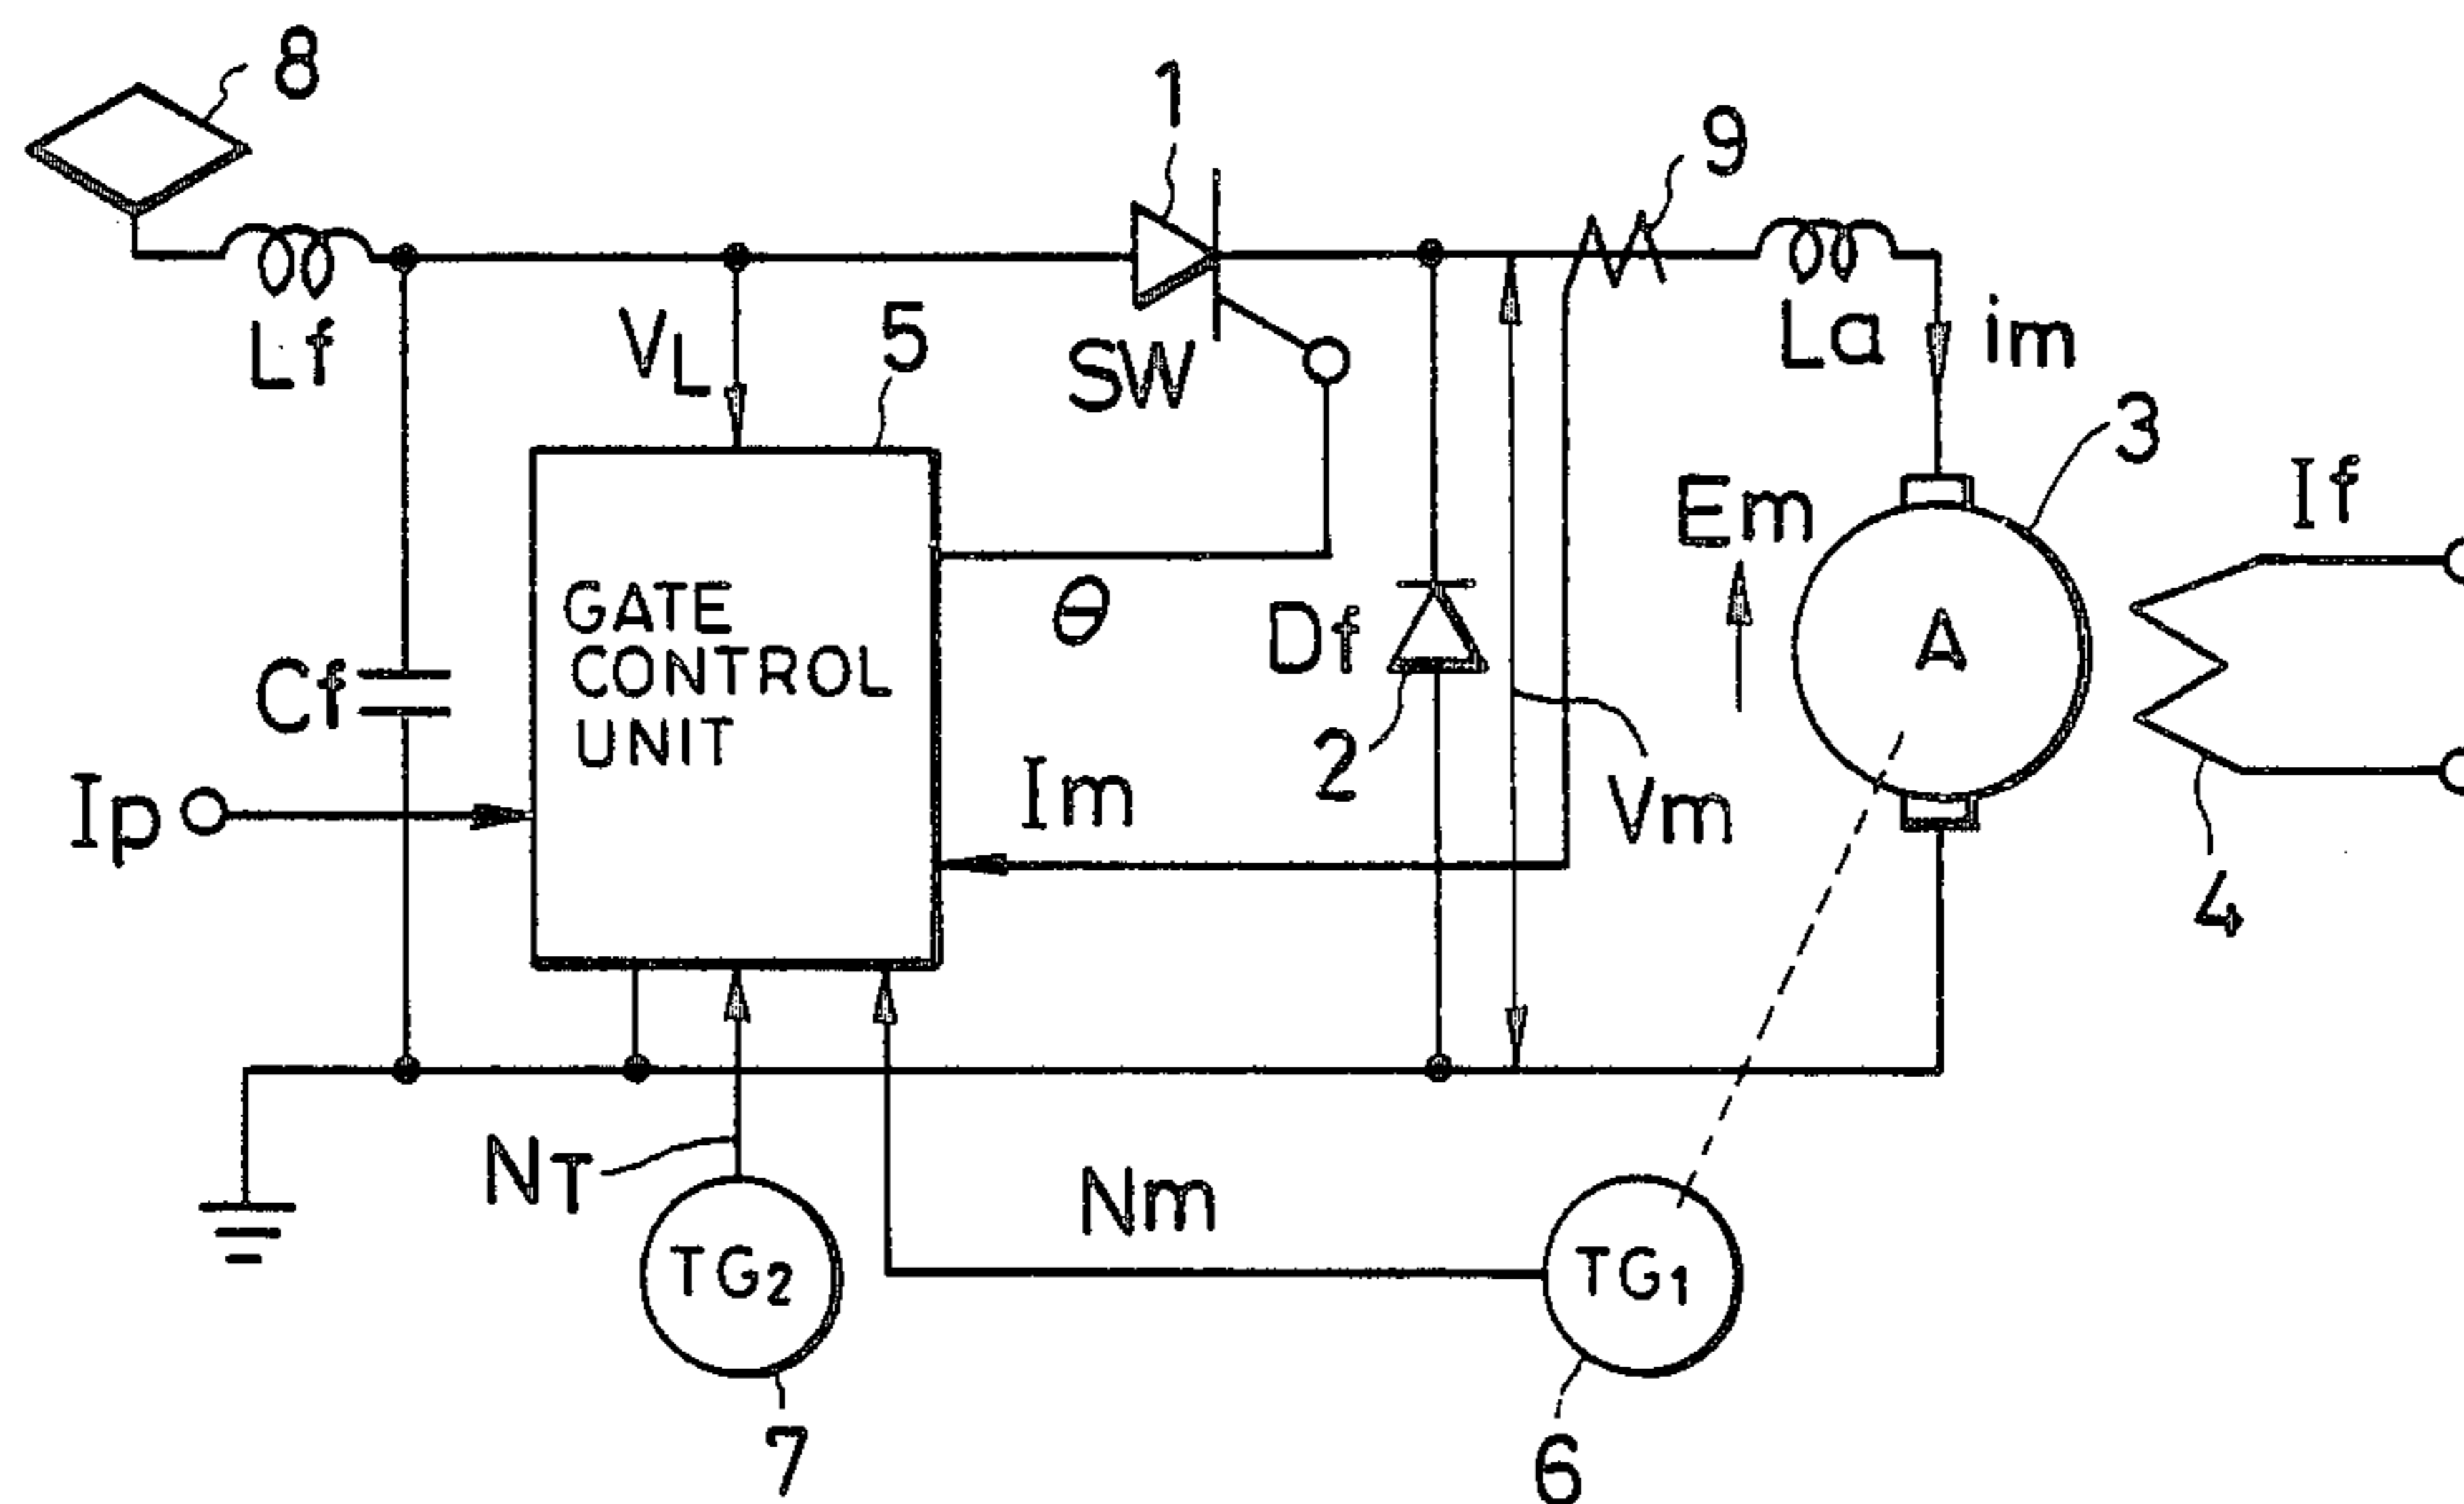 8
1
9
Lf
VL
5
SW
La
im
3
Em
If
GATE
CONTROL
UNIT
θ
Df
A
Cf
2
Ip
Im
Vm
4
NT
Nm
TG2
TG1
7
6